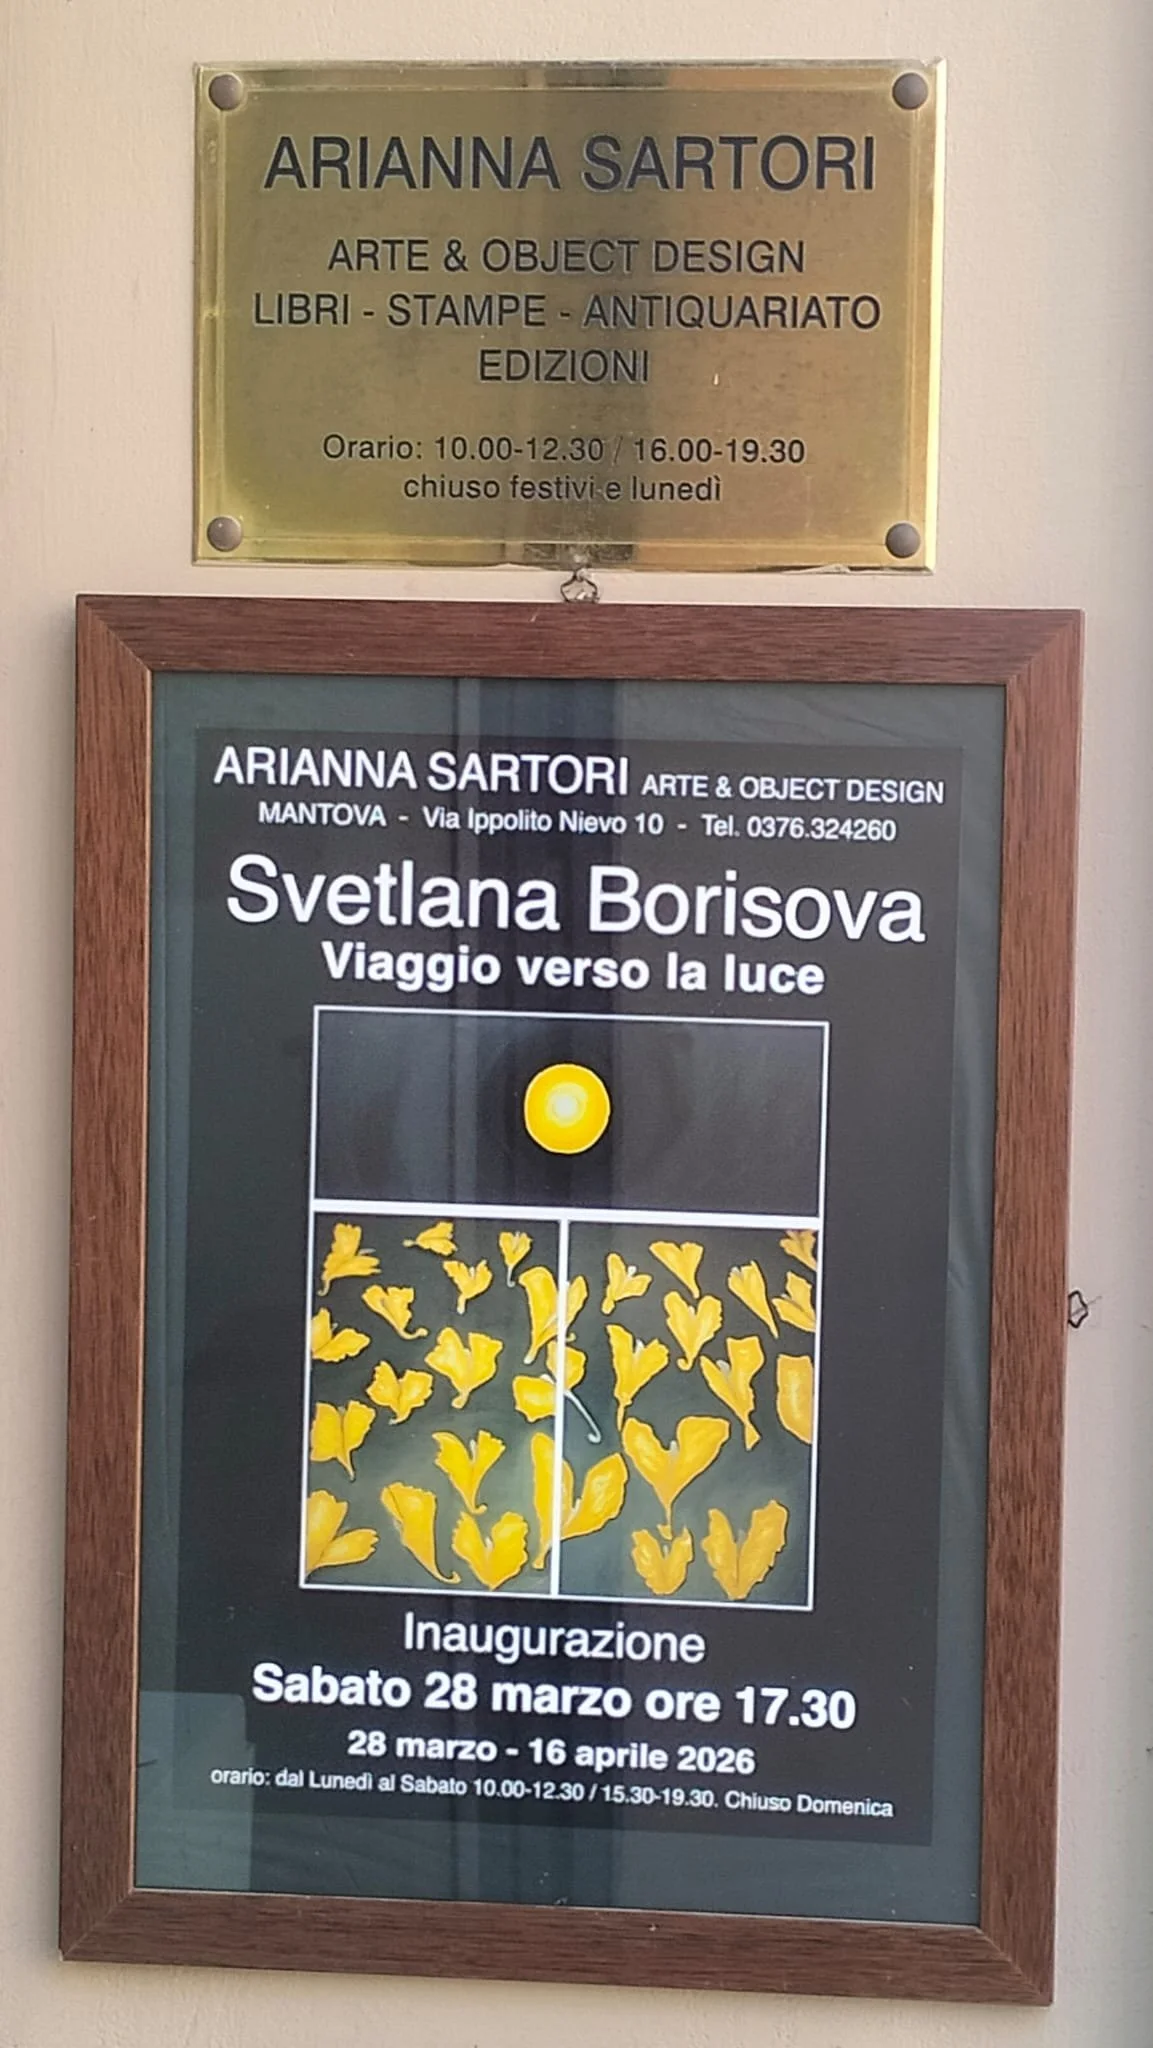 ARIANNA SARTORI
ARTE & OBJECT DESIGN
LIBRI - STAMPE - ANTIQUARIATO
EDIZIONI
Orario: 10.00-12.30 / 16.00-19.30
chiuso festivi e lunedì
ARIANNA SARTORI ARTE & OBJECT DESIGN
MANTOVA - Via Ippolito Nievo 10 - Tel. 0376.324260
Svetlana Borisova
Viaggio verso la luce
Inaugurazione
Sabato 28 marzo ore 17.30
28 marzo - 16 aprile 2026
orario: dal Lunedì al Sabato 10.00-12.30 / 15.30-19.30. Chiuso Domenica